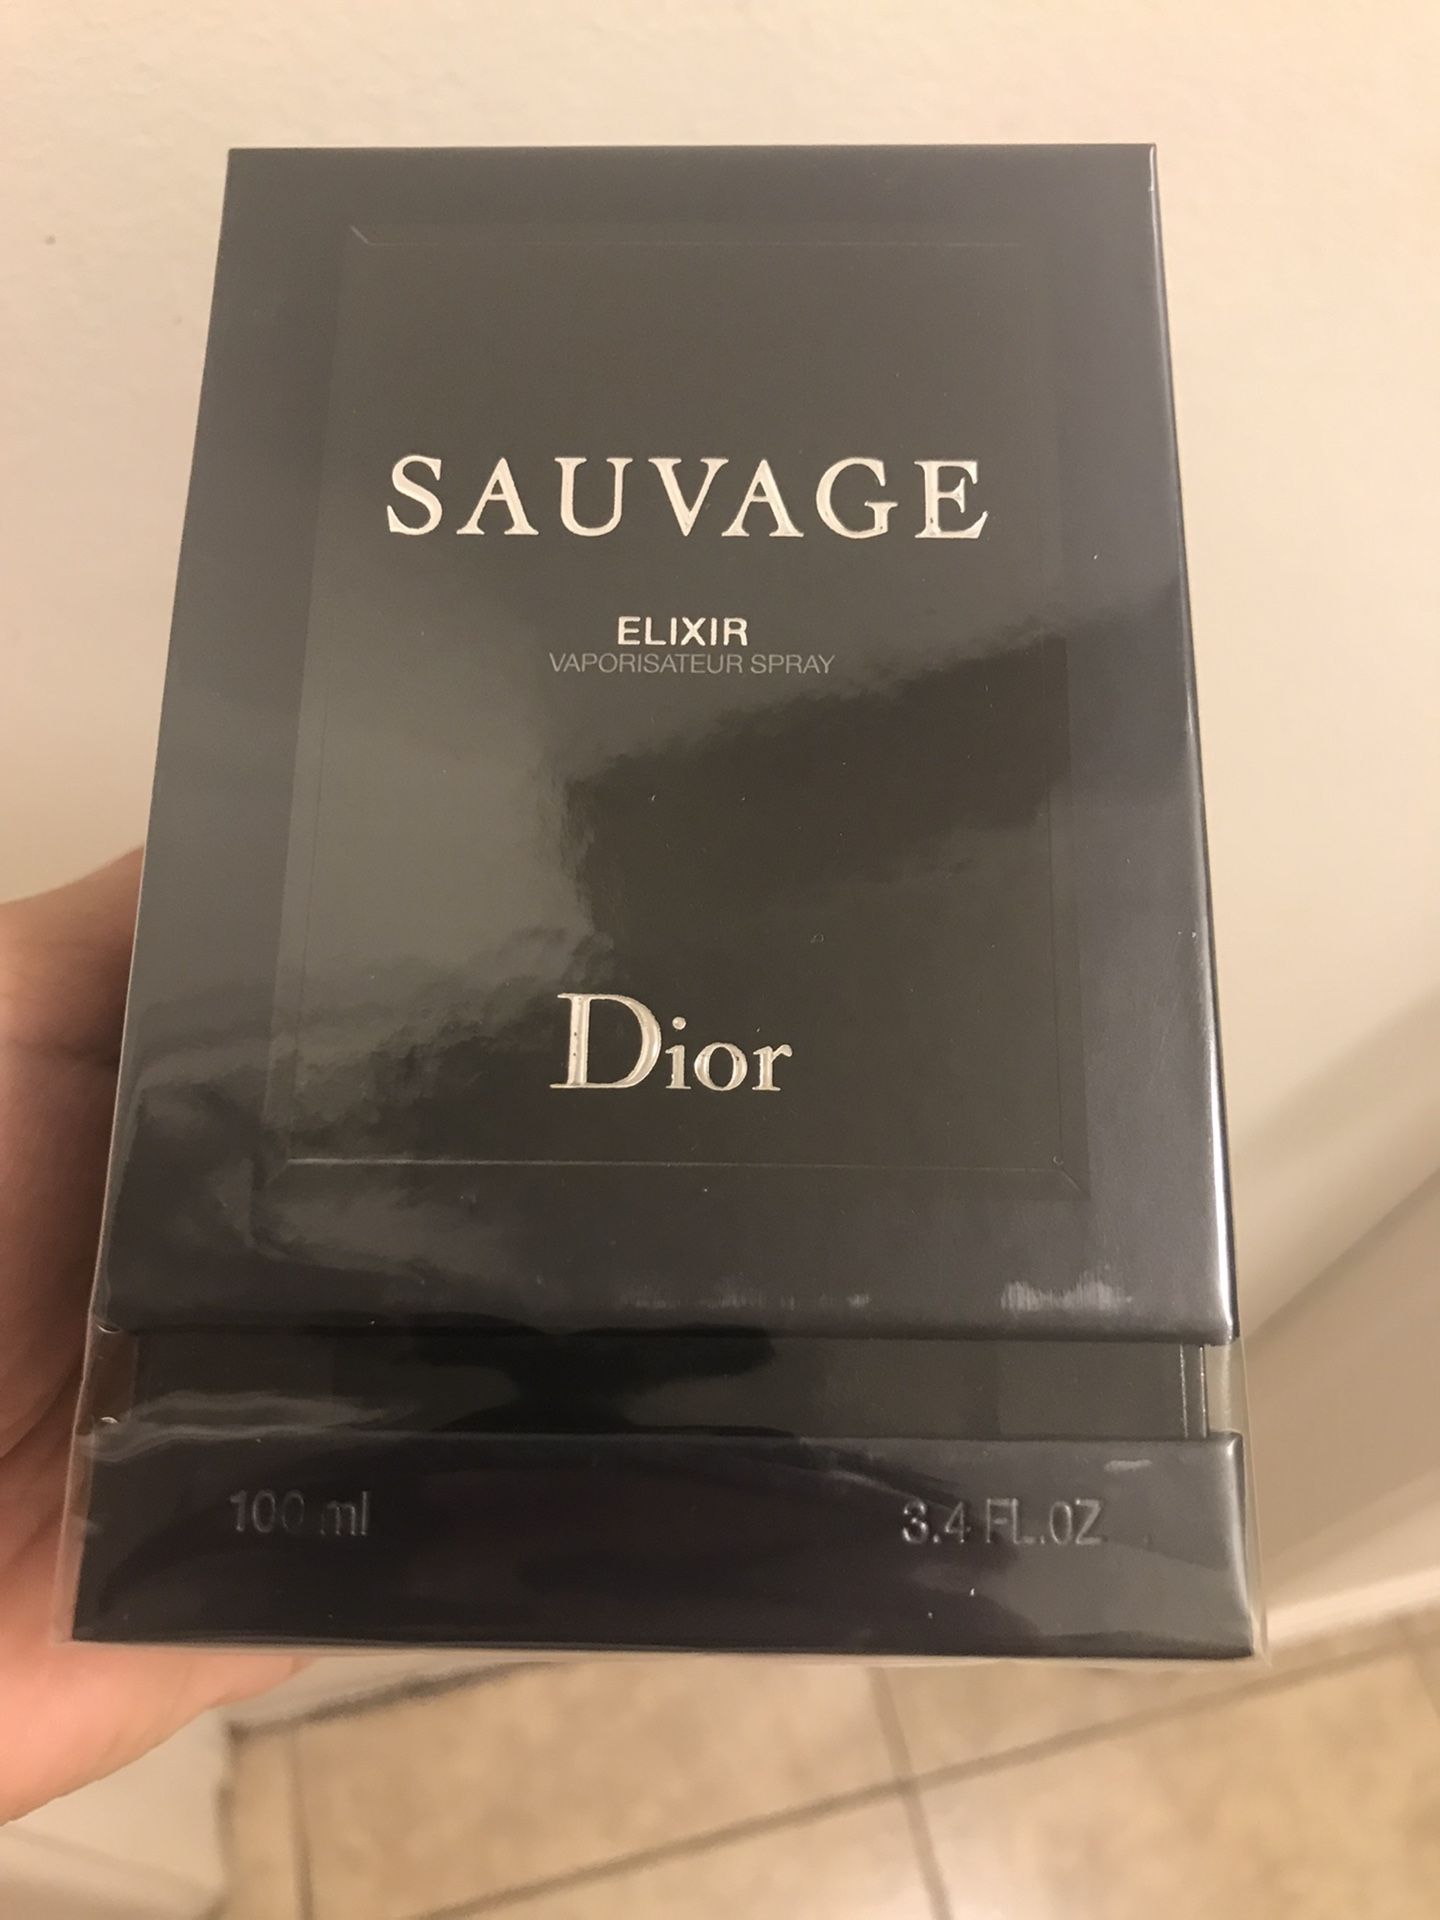 SAUVAGE
ELIXIR
VAPORISATEUR SPRAY
Dior
100 ml 3.4 FL.OZ